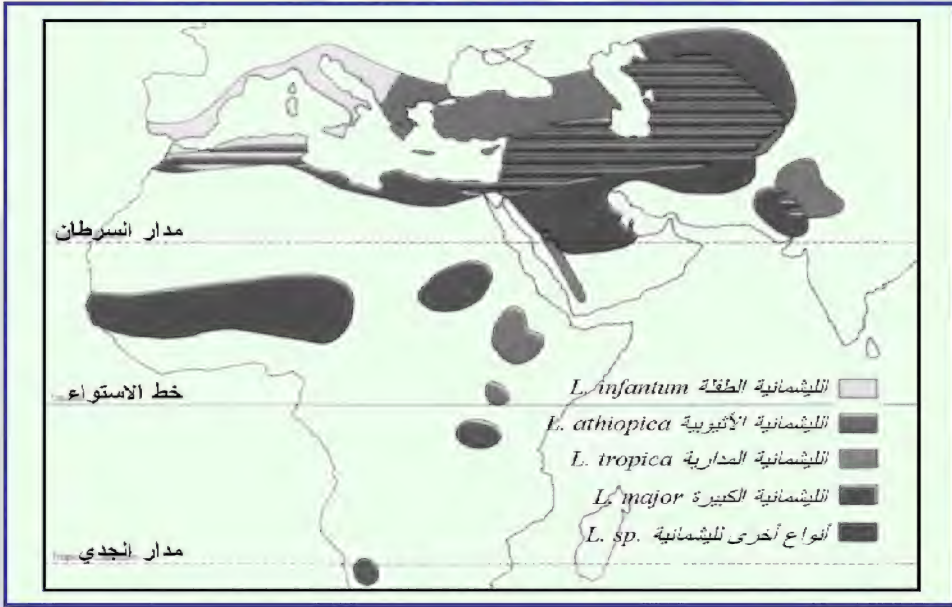 مدار السرطان
خط الاستواء
مدار الجدي
الليشمانية الطفلة L. infantum
الليشمانية الأثيوبية L. athiopica
الليشمانية المدارية L. tropica
الليشمانية الكبيرة L. major
أنواع أخرى لليشمانية L. sp.